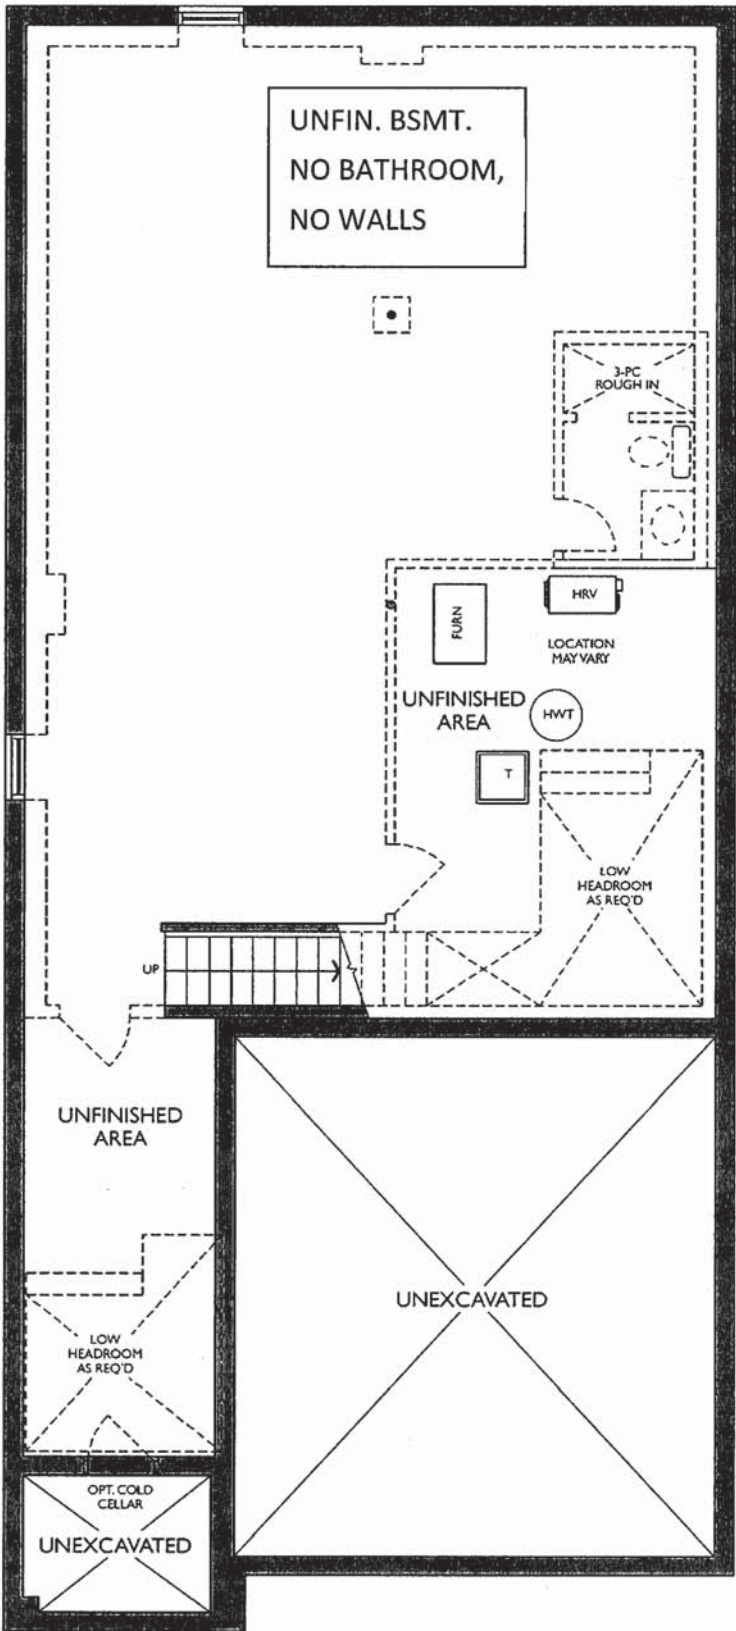 UNFIN. BSMT.
NO BATHROOM,
NO WALLS
3-PC
ROUGH IN
FURN
HRV
LOCATION
MAY VARY
UNFINISHED
AREA
HWT
T
LOW
HEADROOM
AS REQ'D
UP
UNFINISHED
AREA
UNEXCAVATED
LOW
HEADROOM
AS REQ'D
OPT. COLD
CELLAR
UNEXCAVATED